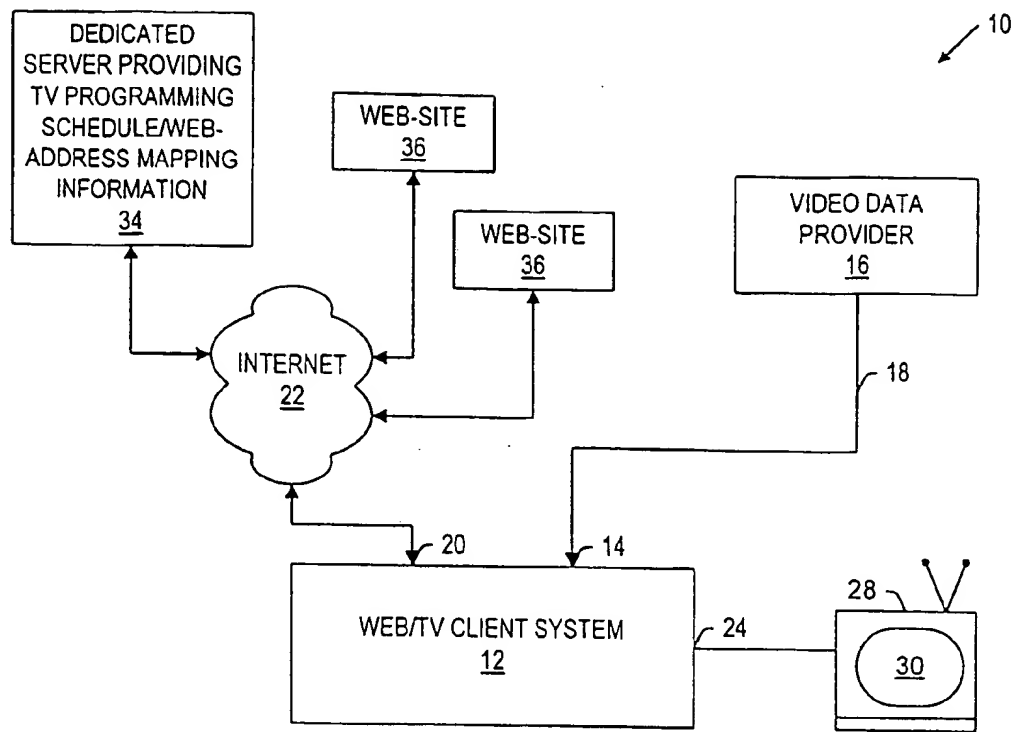 10
DEDICATED
SERVER PROVIDING
TV PROGRAMMING
SCHEDULE/WEB-
ADDRESS MAPPING
INFORMATION
34
WEB-SITE
36
WEB-SITE
36
VIDEO DATA
PROVIDER
16
INTERNET
22
18
20
14
WEB/TV CLIENT SYSTEM
12
24
28
30